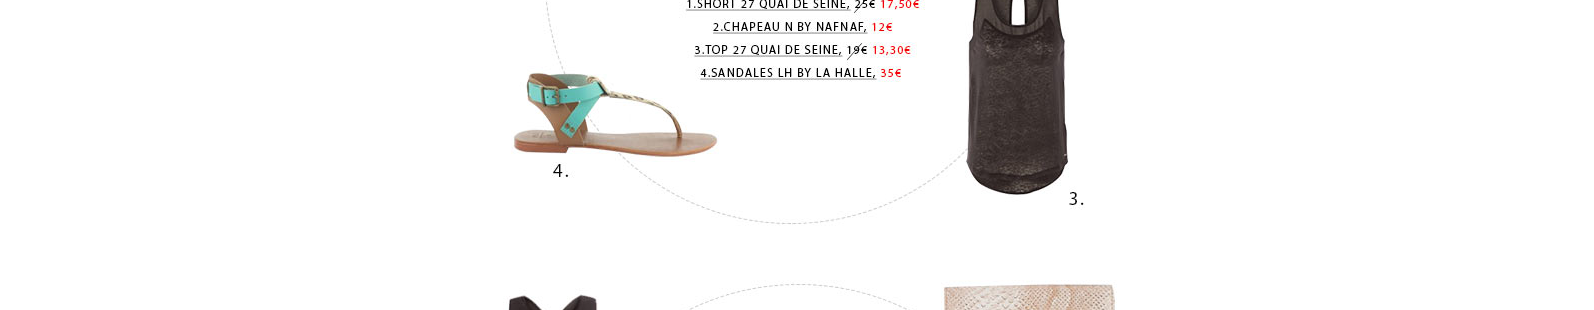 1.SHORT 27 QUAI DE SEINE, 25€ 17,50€
2.CHAPEAU N BY NAFNAF, 12€
3.TOP 27 QUAI DE SEINE, 19€ 13,30€
4.SANDALES LH BY LA HALLE, 35€
4.
3.